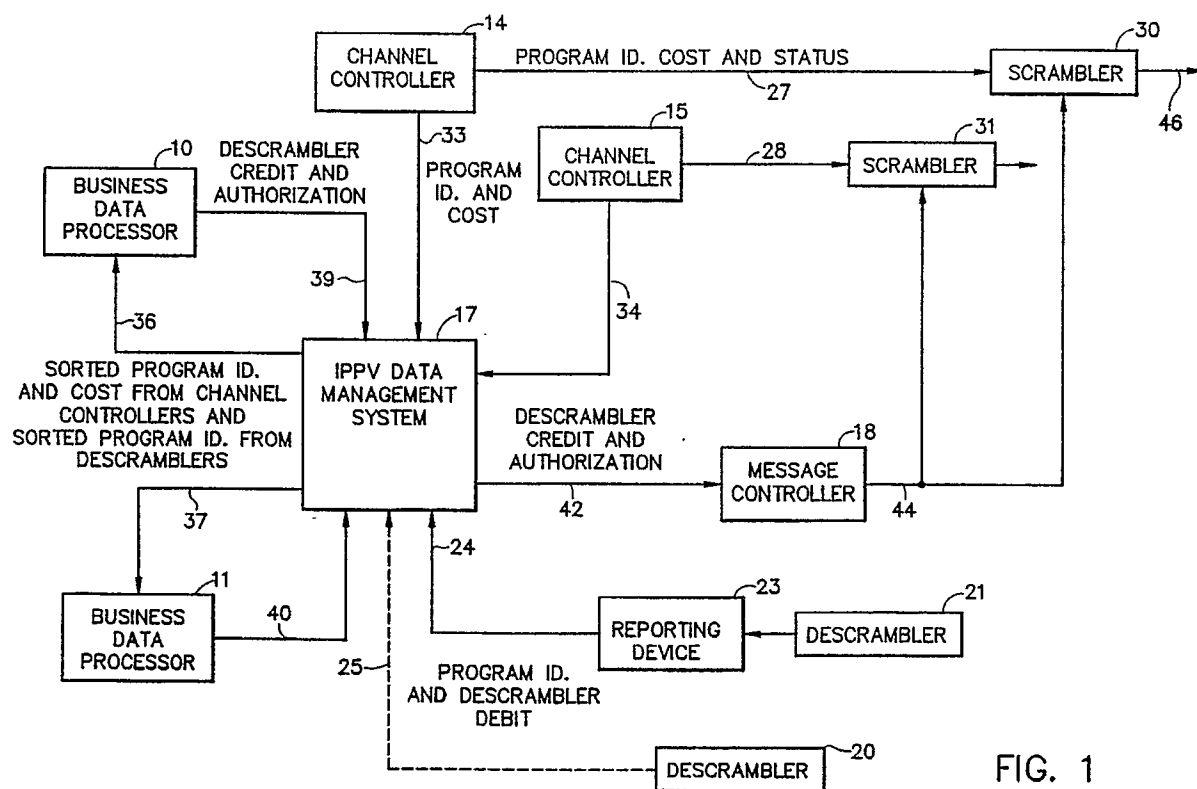 14
CHANNEL
CONTROLLER
PROGRAM ID. COST AND STATUS
27
30
SCRAMBLER
46
33
PROGRAM
ID. AND
COST
15
CHANNEL
CONTROLLER
28
31
SCRAMBLER
34
10
BUSINESS
DATA
PROCESSOR
DESCRAMBLER
CREDIT AND
AUTHORIZATION
39
36
17
IPPV DATA
MANAGEMENT
SYSTEM
SORTED PROGRAM ID.
AND COST FROM CHANNEL
CONTROLLERS AND
SORTED PROGRAM ID. FROM
DESCRAMBLERS
DESCRAMBLER
CREDIT AND
AUTHORIZATION
42
18
MESSAGE
CONTROLLER
44
37
11
BUSINESS
DATA
PROCESSOR
40
24
25
PROGRAM ID.
AND DESCRAMBLER
DEBIT
23
REPORTING
DEVICE
21
DESCRAMBLER
20
DESCRAMBLER
FIG. 1